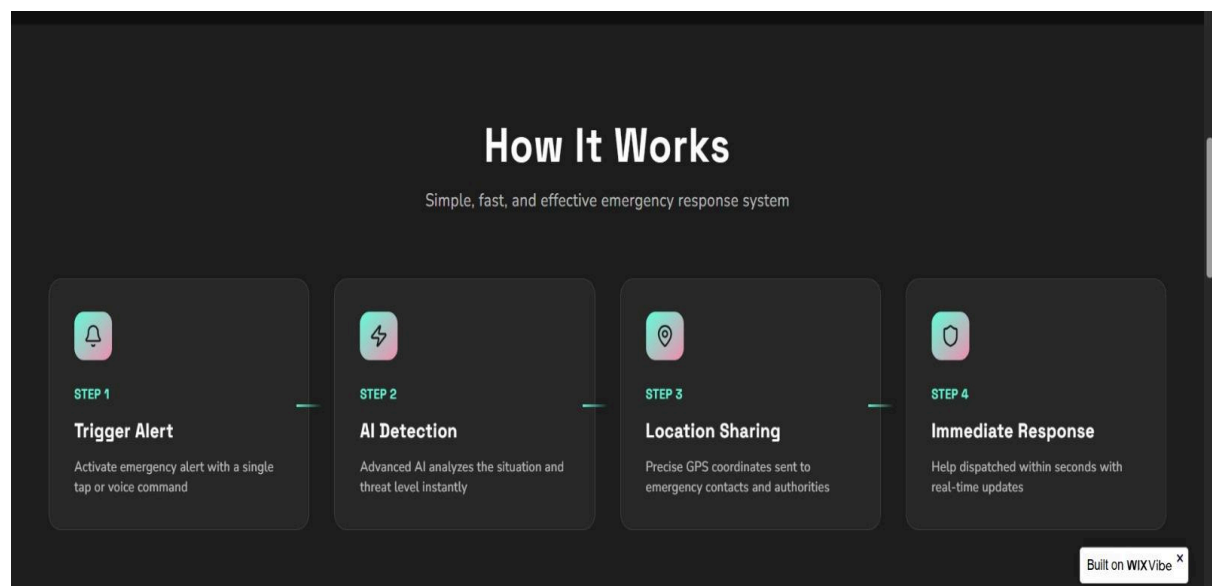 How It Works
Simple, fast, and effective emergency response system
STEP 1
Trigger Alert
Activate emergency alert with a single
tap or voice command
STEP 2
AI Detection
Advanced AI analyzes the situation and
threat level instantly
STEP 3
Location Sharing
Precise GPS coordinates sent to
emergency contacts and authorities
STEP 4
Immediate Response
Help dispatched within seconds with
real-time updates
Built on WIX Vibe x